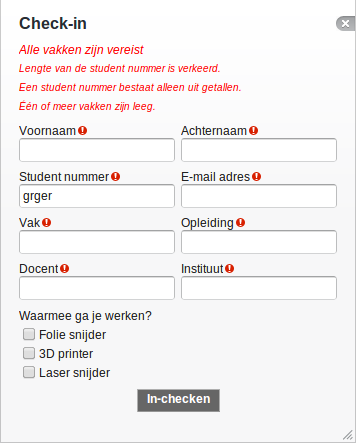 Check-in
Alle vakken zijn vereist
Lengte van de student nummer is verkeerd.
Een student nummer bestaat alleen uit getallen.
Één of meer vakken zijn leeg.
Voornaam Achternaam
Student nummer E-mail adres
grger
Vak Opleiding
Docent Instituut
Waarmee ga je werken?
Folie snijder
3D printer
Laser snijder
In-checken